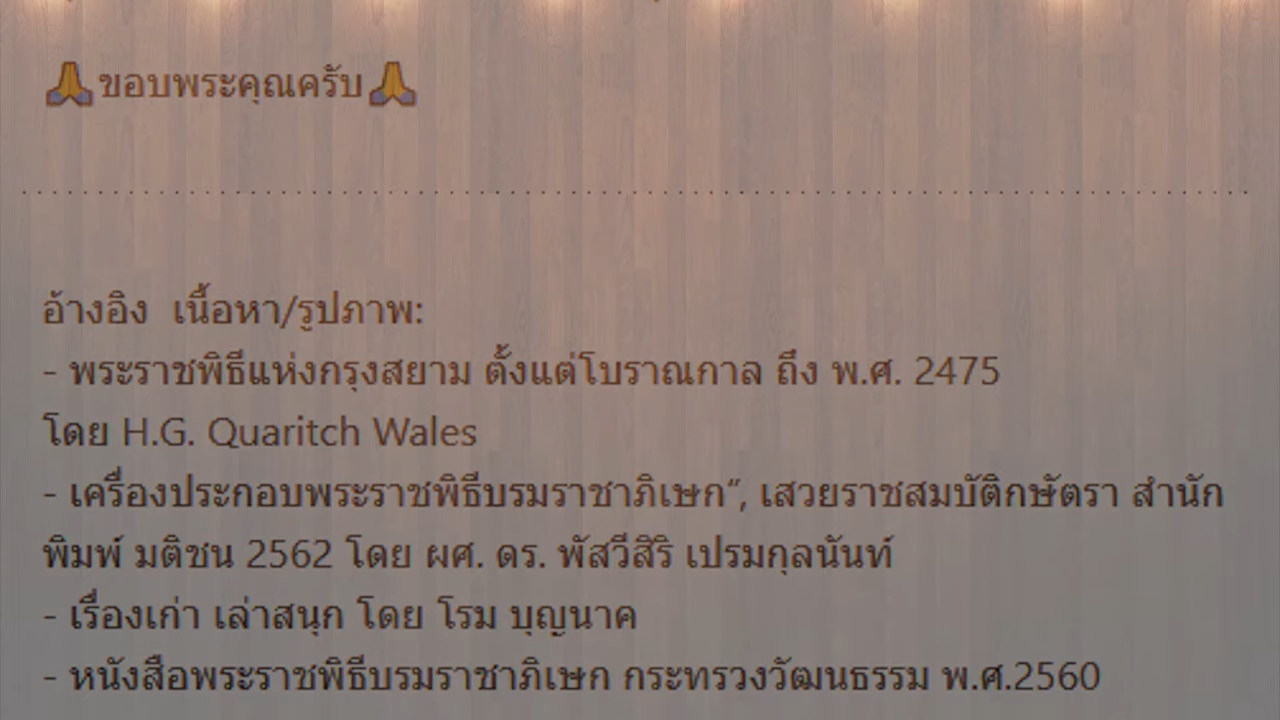 🙏ขอบพระคุณครับ🙏
อ้างอิง เนื้อหา/รูปภาพ:
- พระราชพิธีแห่งกรุงสยาม ตั้งแต่โบราณกาล ถึง พ.ศ. 2475
โดย H.G. Quaritch Wales
- เครื่องประกอบพระราชพิธีบรมราชาภิเษก“, เสวยราชสมบัติกษัตรา สำนัก
พิมพ์ มติชน 2562 โดย ผศ. ดร. พัสวีสิริ เปรมกุลนันท์
- เรื่องเก่า เล่าสนุก โดย โรม บุญนาค
- หนังสือพระราชพิธีบรมราชาภิเษก กระทรวงวัฒนธรรม พ.ศ.2560